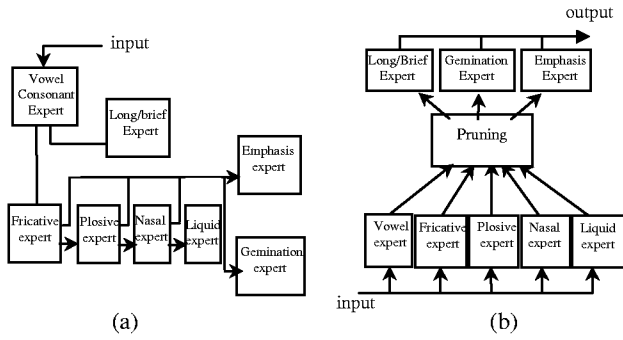 input
Vowel
Consonant
Expert
Long/brief
Expert
Emphasis
expert
Fricative
expert
Plosive
expert
Nasal
expert
Liquid
expert
Gemination
expert
(a)
output
Long/Brief
Expert
Gemination
Expert
Emphasis
Expert
Pruning
Vowel
expert
Fricative
expert
Plosive
expert
Nasal
expert
Liquid
expert
input
(b)